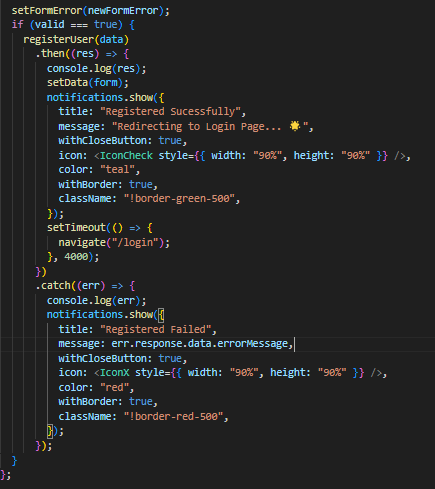 setFormError(newFormError);
if (valid === true) {
registerUser(data)
.then((res) => {
console.log(res);
setData(form);
notifications.show({
title: "Registered Sucessfully",
message: "Redirecting to Login Page... 🌟",
withCloseButton: true,
icon: <IconCheck style={{ width: "90%", height: "90%" }} />,
color: "teal",
withBorder: true,
className: "!border-green-500",
});
setTimeout(() => {
navigate("/login");
}, 4000);
})
.catch((err) => {
console.log(err);
notifications.show({
title: "Registered Failed",
message: err.response.data.errorMessage,
withCloseButton: true,
icon: <IconX style={{ width: "90%", height: "90%" }} />,
color: "red",
withBorder: true,
className: "!border-red-500",
});
});
}
};